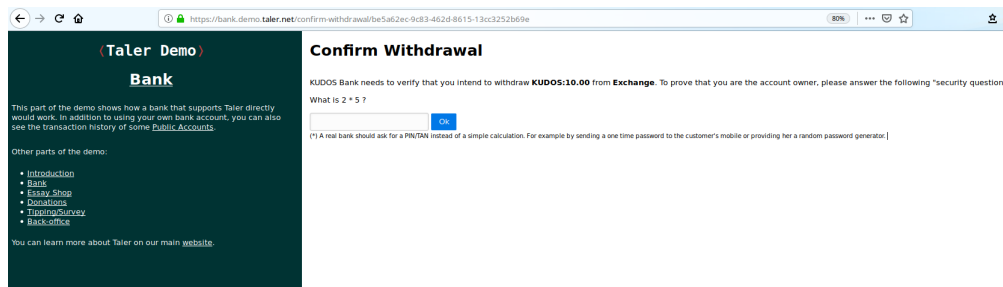 https://bank.demo.taler.net/confirm-withdrawal/be5a62ec-9c83-462d-8615-13cc3252b69e
80%
⟨Taler Demo⟩
Bank
This part of the demo shows how a bank that supports Taler directly
would work. In addition to using your own bank account, you can also
see the transaction history of some Public Accounts.
Other parts of the demo:
• Introduction
• Bank
• Essay Shop
• Donations
• Tipping/Survey
• Back-office
You can learn more about Taler on our main website.
Confirm Withdrawal
KUDOS Bank needs to verify that you intend to withdraw KUDOS:10.00 from Exchange. To prove that you are the account owner, please answer the following "security question
What is 2 * 5 ?
Ok
(*) A real bank should ask for a PIN/TAN instead of a simple calculation. For example by sending a one time password to the customer's mobile or providing her a random password generator.